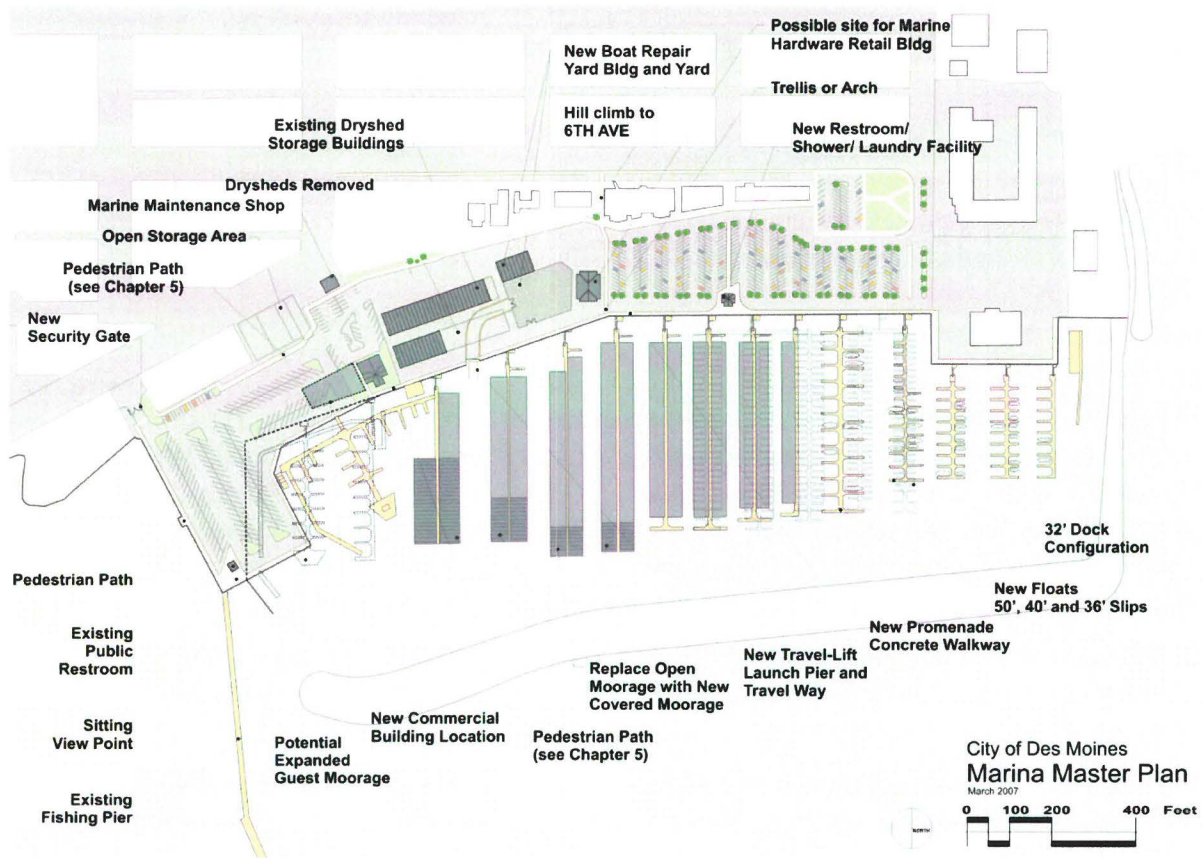 Possible site for Marine
Hardware Retail Bldg
New Boat Repair
Yard Bldg and Yard
Trellis or Arch
Hill climb to
6TH AVE
Existing Dryshed
Storage Buildings
New Restroom/
Shower/ Laundry Facility
Drysheds Removed
Marine Maintenance Shop
Open Storage Area
Pedestrian Path
(see Chapter 5)
New
Security Gate
32' Dock
Configuration
Pedestrian Path
New Floats
50', 40' and 36' Slips
Existing
Public
Restroom
New Promenade
Concrete Walkway
New Travel-Lift
Launch Pier and
Travel Way
Replace Open
Moorage with New
Covered Moorage
New Commercial
Building Location
Pedestrian Path
(see Chapter 5)
Sitting
View Point
Potential
Expanded
Guest Moorage
Existing
Fishing Pier
City of Des Moines
Marina Master Plan
March 2007
0 100 200 400 Feet
NORTH